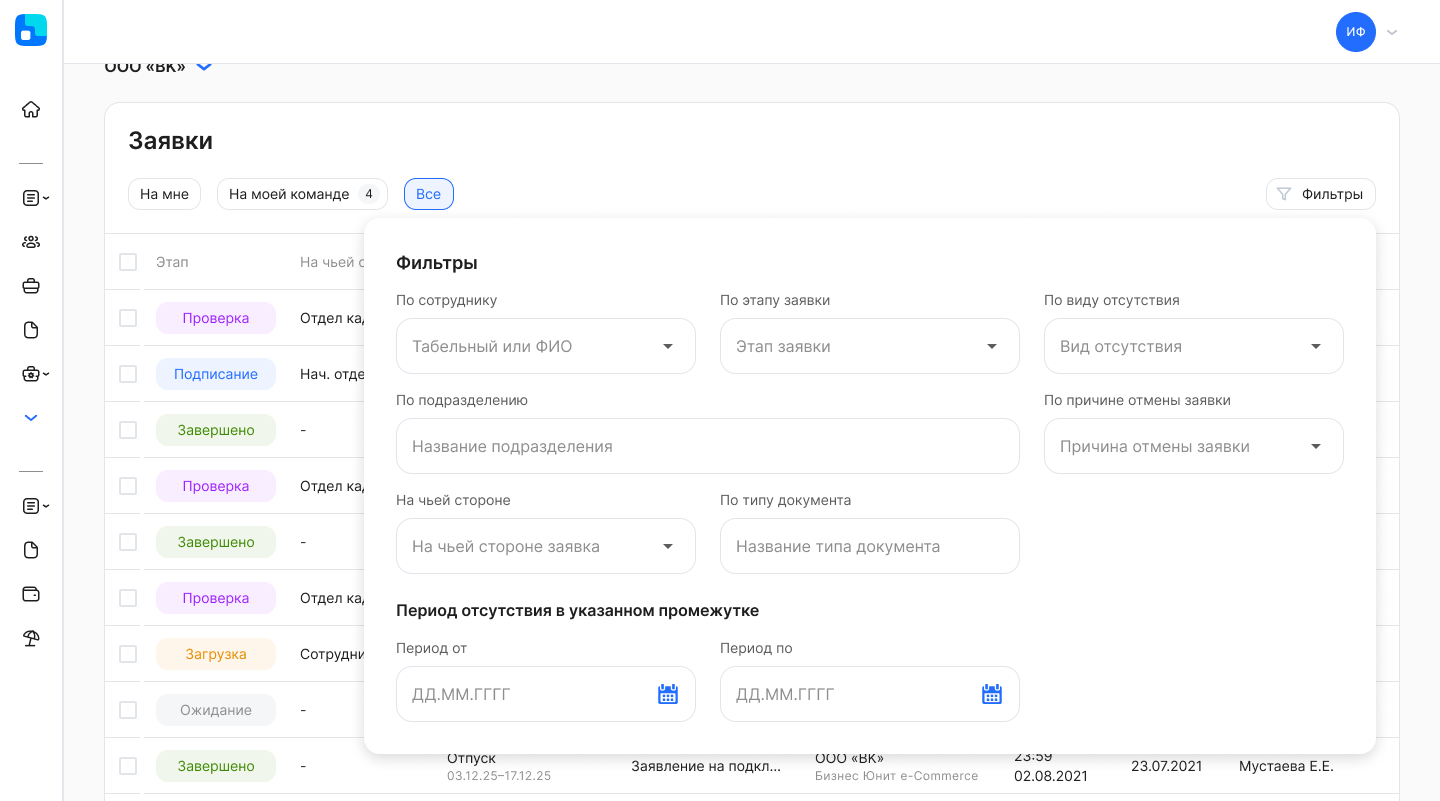 ИФ
ООО «ВК»
Заявки
На мне
На моей команде 4
Все
Фильтры
Этап
На чьей с
Проверка
Отдел ка
Подписание
Нач. отде
Завершено
-
Проверка
Отдел ка
Завершено
-
Проверка
Отдел ка
Загрузка
Сотрудни
Ожидание
-
Завершено
-
Отпуск
03.12.25–17.12.25
Заявление на подкл...
ООО «ВК»
Бизнес Юнит e-Commerce
23:59
02.08.2021
23.07.2021
Мустаева Е.Е.
Фильтры
По сотруднику
Табельный или ФИО
По этапу заявки
Этап заявки
По виду отсутствия
Вид отсутствия
По подразделению
Название подразделения
По причине отмены заявки
Причина отмены заявки
На чьей стороне
На чьей стороне заявка
По типу документа
Название типа документа
Период отсутствия в указанном промежутке
Период от
ДД.ММ.ГГГГ
Период по
ДД.ММ.ГГГГ